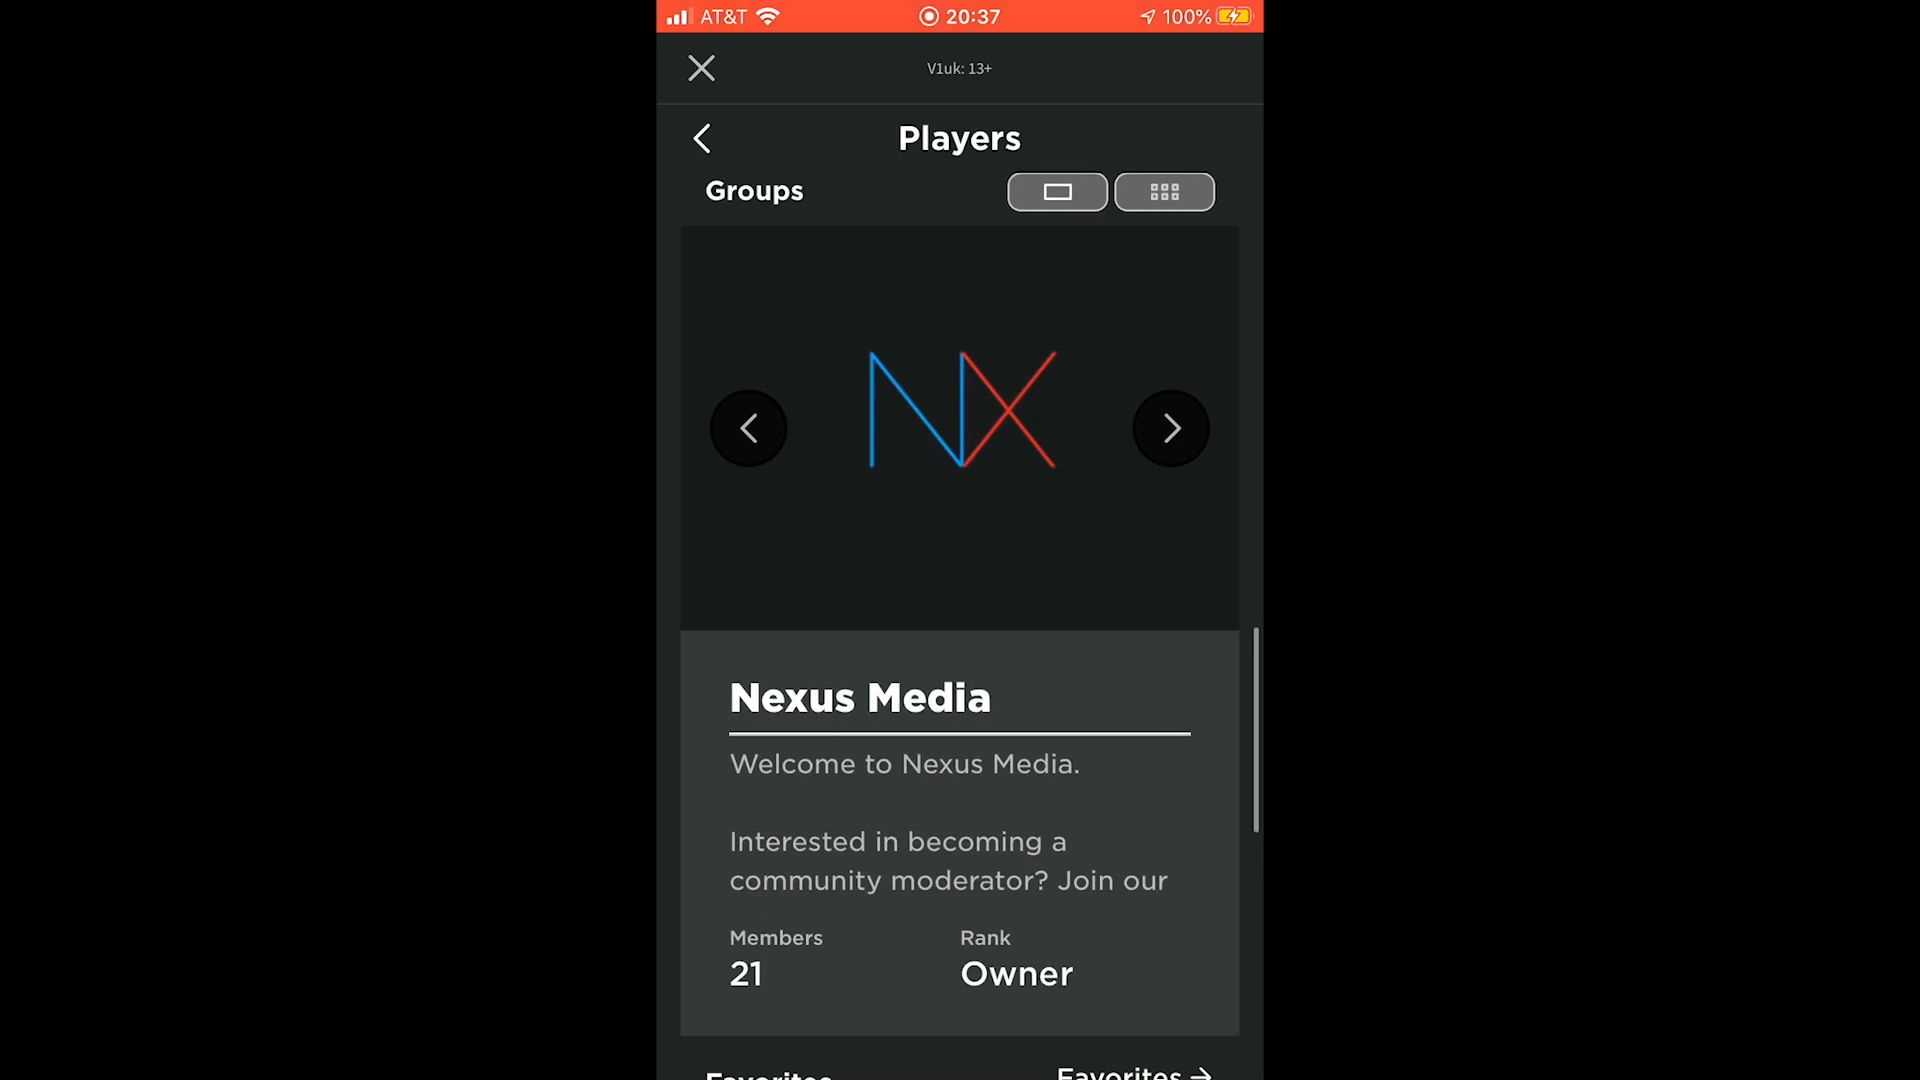 AT&T 20:37 100%
V1uk: 13+
Players
Groups
NX
Nexus Media
Welcome to Nexus Media.
Interested in becoming a
community moderator? Join our
Members Rank
21 Owner
Favorites Favorites →